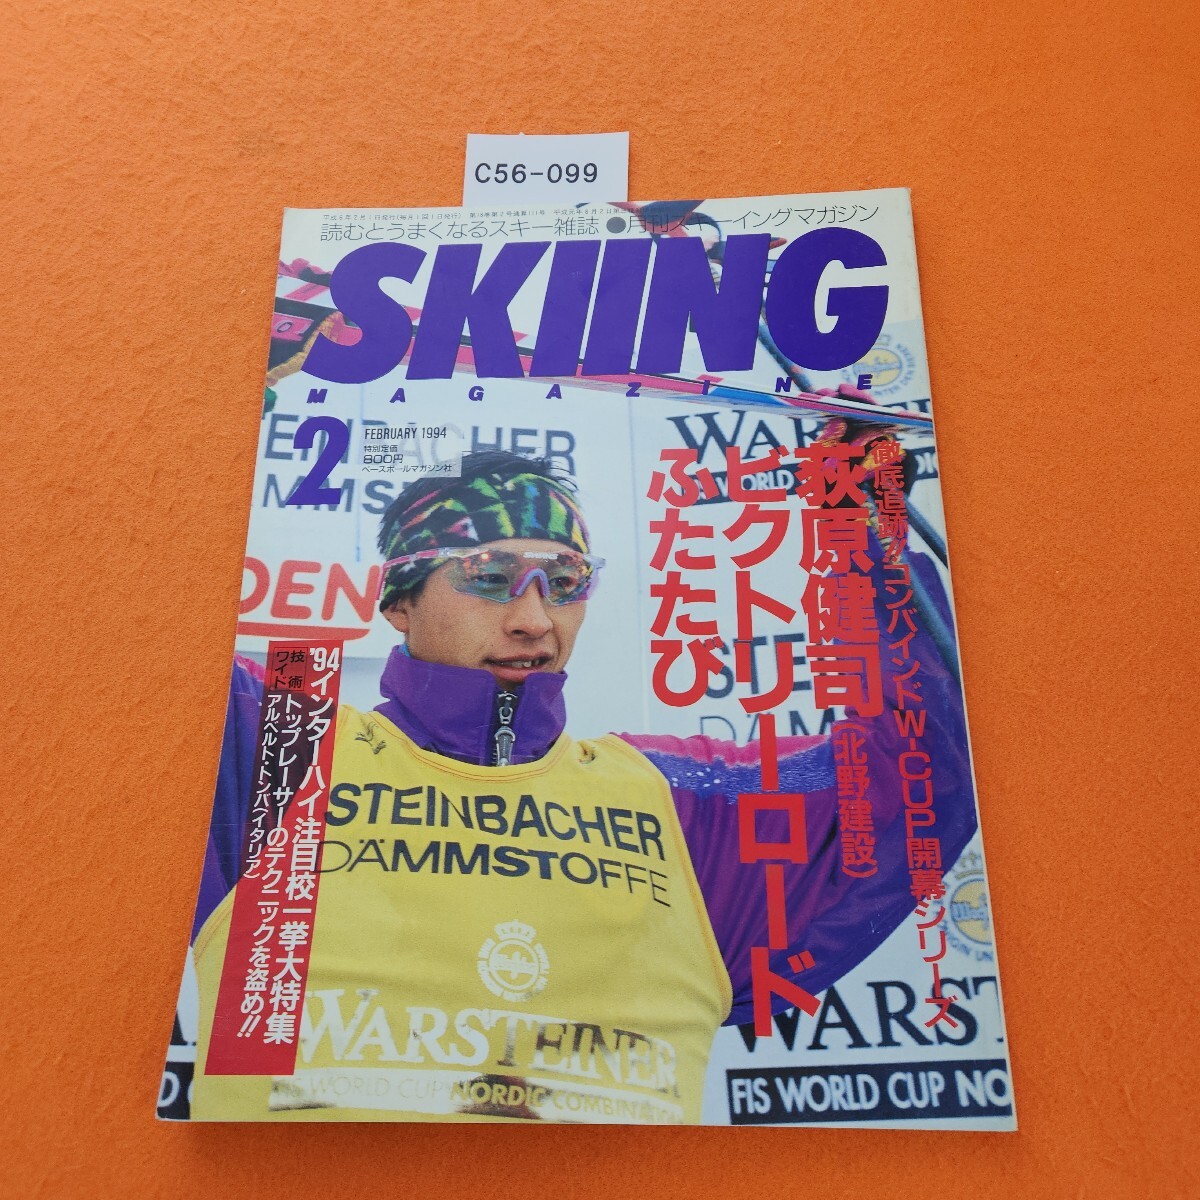 C56-099
読むとうまくなるスキー雑誌 ●月刊スキーイングマガジン
SKIING
MAGAZINE
2
FEBRUARY 1994
特別定価
800円
ベースボールマガジン社
徹底追跡!!コンバインドW-CUP開幕シリーズ
荻原健司(北野建設)
ビクトリーロード
ふたたび
'94インターハイ注目校一挙大特集
技術
ワイド
トップレーサーのテクニックを盗め!!
アルベルト・トンバ(イタリア)
DEN
STEINBACHER
DÄMMSTOFFE
WARSTEINER
FIS WORLD CUP NORDIC COMBINATION
WARST
FIS WORLD CUP NO